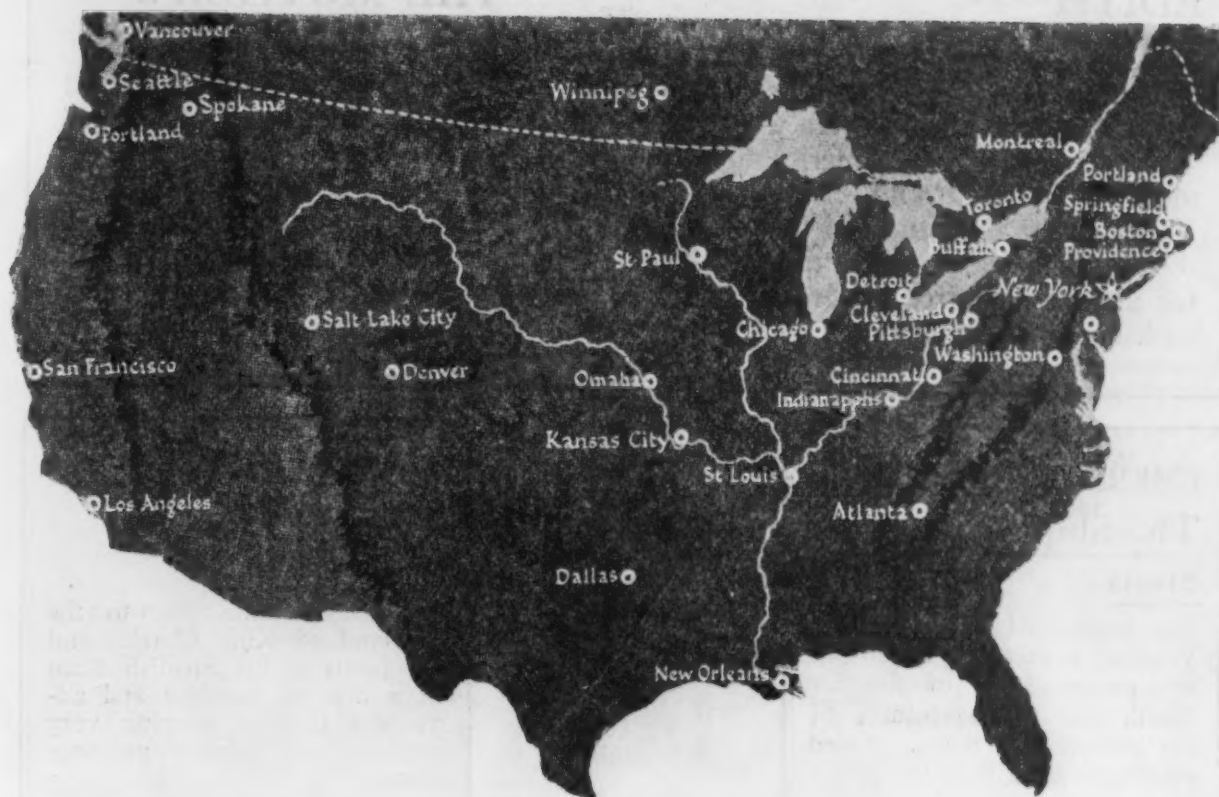 Vancouver
Seattle
Spokane
Portland
Winnipeg
Montreal
Portland
Springfield
Toronto
Boston
Buffalo
Providence
St Paul
Detroit
New York
Cleveland
Pittsburgh
Chicago
Salt Lake City
Washington
San Francisco
Denver
Omaha
Cincinnati
Indianapolis
Kansas City
St Louis
Los Angeles
Atlanta
Dallas
New Orleans